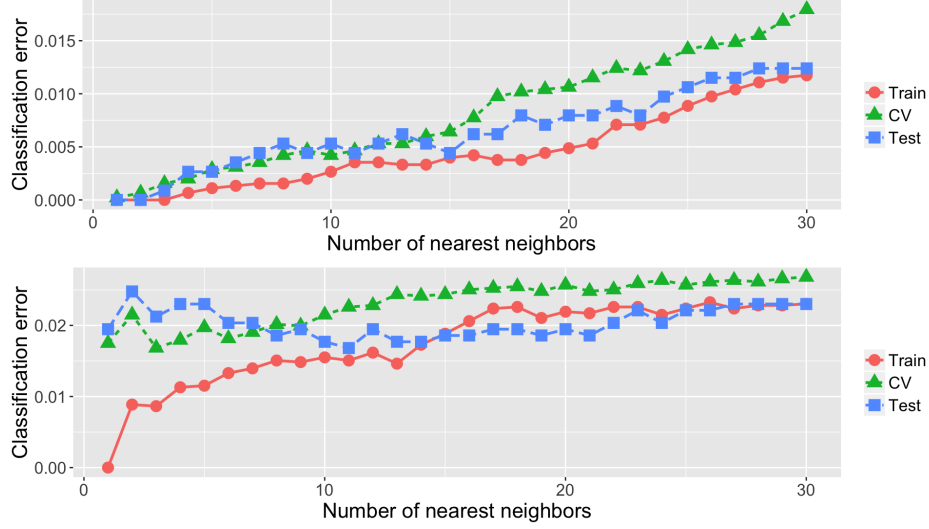 Classification error
0.015
0.010
0.005
0.000
0 10 20 30
Number of nearest neighbors
Train
CV
Test
Classification error
0.02
0.01
0.00
0 10 20 30
Number of nearest neighbors
Train
CV
Test